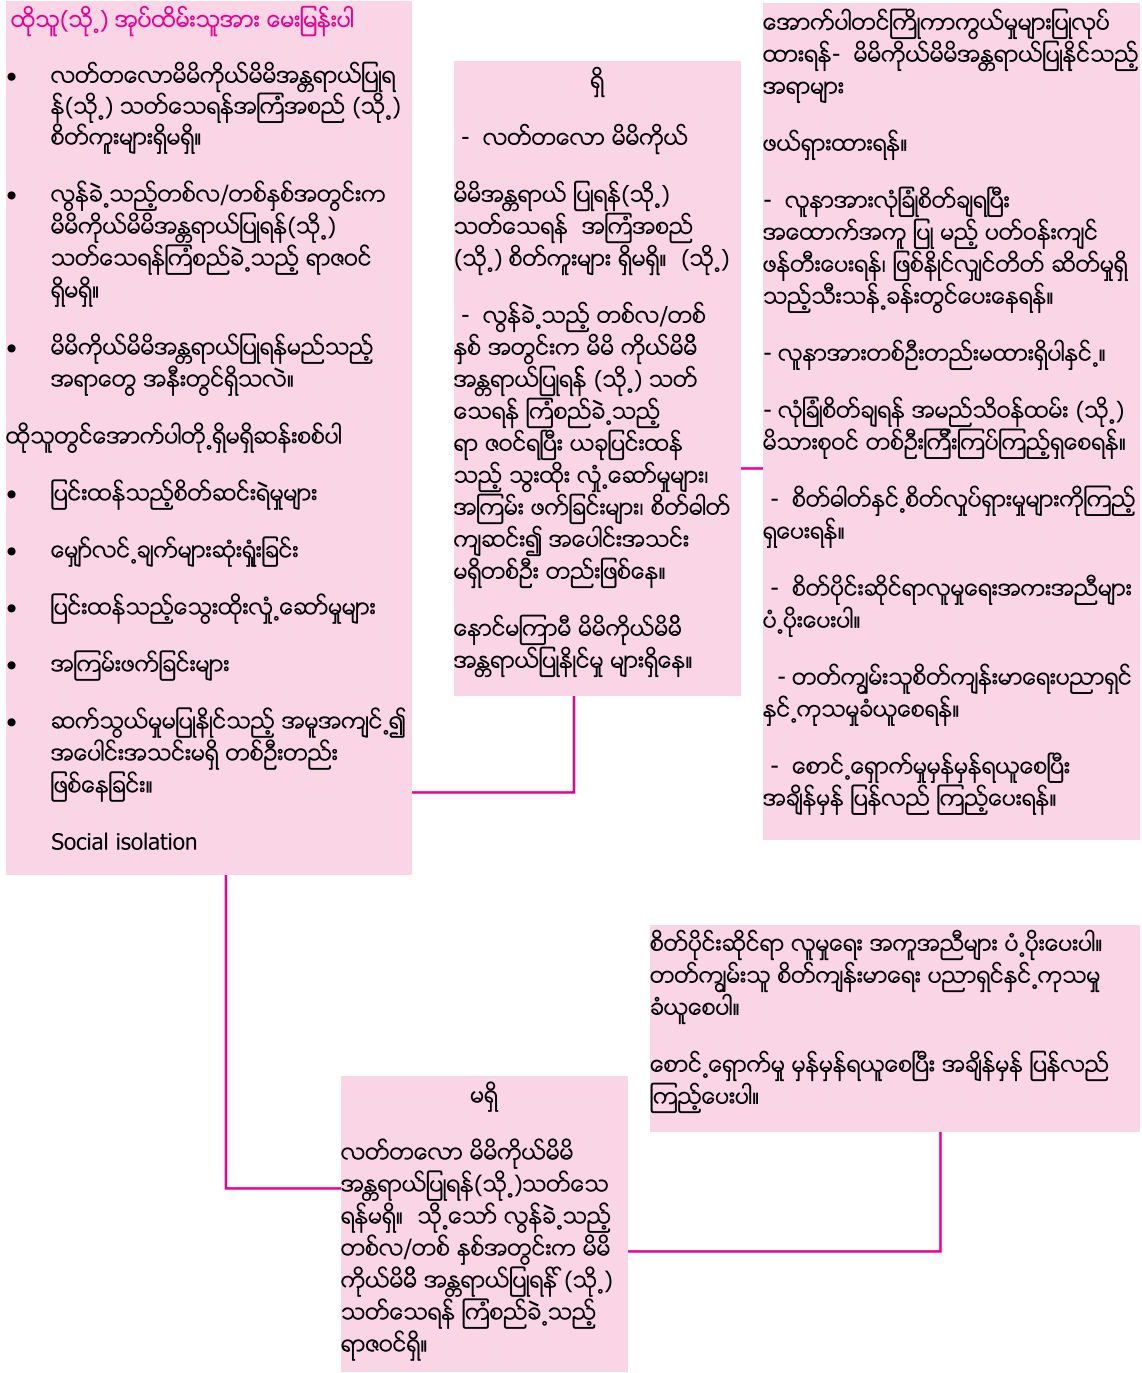 ထိုသူ(သို့) အုပ်ထိမ်းသူအား မေးမြန်းပါ
• လတ်တလောမိမိကိုယ်မိမိအန္တရာယ်ပြုရ
န်(သို့) သတ်သေရန်အကြံအစည် (သို့)
စိတ်ကူးများရှိမရှိ။
• လွန်ခဲ့သည့်တစ်လ/တစ်နှစ်အတွင်းက
မိမိကိုယ်မိမိအန္တရာယ်ပြုရန်(သို့)
သတ်သေရန်ကြံစည်ခဲ့သည့် ရာဇဝင်
ရှိမရှိ။
• မိမိကိုယ်မိမိအန္တရာယ်ပြုရန်မည်သည့်
အရာတွေ အနီးတွင်ရှိသလဲ။
ထိုသူတွင်အောက်ပါတို့ရှိမရှိဆန်းစစ်ပါ
• ပြင်းထန်သည့်စိတ်ဆင်းရဲမှုများ
• မျှော်လင့်ချက်များဆုံးရှုံးခြင်း
• ပြင်းထန်သည့်သွေးထိုးလှုံ့ဆော်မှုများ
• အကြမ်းဖက်ခြင်းများ
• ဆက်သွယ်မှုမပြုနိုင်သည့် အမူအကျင့်၍
အပေါင်းအသင်းမရှိ တစ်ဦးတည်း
ဖြစ်နေခြင်း။
Social isolation
ရှိ
- လတ်တလော မိမိကိုယ်
မိမိအန္တရာယ် ပြုရန်(သို့)
သတ်သေရန် အကြံအစည်
(သို့) စိတ်ကူးများ ရှိမရှိ။ (သို့)
- လွန်ခဲ့သည့် တစ်လ/တစ်
နှစ် အတွင်းက မိမိ ကိုယ်မိမိ
အန္တရာယ်ပြုရန် (သို့) သတ်
သေရန် ကြံစည်ခဲ့သည့်
ရာ ဇဝင်ရပြီး ယခုပြင်းထန်
သည့် သွးထိုး လှုံ့ဆော်မှုများ၊
အကြမ်း ဖက်ခြင်းများ၊ စိတ်ဓါတ်
ကျဆင်း၍ အပေါင်းအသင်း
မရှိတစ်ဦး တည်းဖြစ်နေ။
နောင်မကြာမီ မိမိကိုယ်မိမိ
အန္တရာယ်ပြုနိုင်မှု များရှိနေ။
အောက်ပါတင်ကြိုကာကွယ်မှုများပြုလုပ်
ထားရန်- မိမိကိုယ်မိမိအန္တရာယ်ပြုနိုင်သည့်
အရာများ
ဖယ်ရှားထားရန်။
- လူနာအားလုံခြုံစိတ်ချရပြီး
အထောက်အကူ ပြု မည့် ပတ်ဝန်းကျင်
ဖန်တီးပေးရန်၊ ဖြစ်နိုင်လျှင်တိတ် ဆိတ်မှုရှိ
သည့်သီးသန့်ခန်းတွင်ပေးနေရန်။
- လူနာအားတစ်ဦးတည်းမထားရှိပါနှင့်။
- လုံခြုံစိတ်ချရန် အမည်သိဝန်ထမ်း (သို့)
မိသားစုဝင် တစ်ဦးကြီးကြပ်ကြည့်ရှုစေရန်။
- စိတ်ဓါတ်နှင့်စိတ်လှုပ်ရှားမှုများကိုကြည့်
ရှုပေးရန်။
- စိတ်ပိုင်းဆိုင်ရာလူမှုရေးအကးအညီများ
ပံ့ပိုးပေးပါ။
- တတ်ကျွမ်းသူစိတ်ကျန်းမာရေးပညာရှင်
နှင့်ကုသမှုခံယူစေရန်။
- စောင့်ရှောက်မှုမှန်မှန်ရယူစေပြီး
အချိန်မှန် ပြန်လည် ကြည့်ပေးရန်။
စိတ်ပိုင်းဆိုင်ရာ လူမှုရေး အကူအညီများ ပံ့ပိုးပေးပါ။
တတ်ကျွမ်းသူ စိတ်ကျန်းမာရေး ပညာရှင်နှင့်ကုသမှု
ခံယူစေပါ။
စောင့်ရှောက်မှု မှန်မှန်ရယူစေပြီး အချိန်မှန် ပြန်လည်
ကြည့်ပေးပါ။
မရှိ
လတ်တလော မိမိကိုယ်မိမိ
အန္တရာယ်ပြုရန်(သို့)သတ်သေ
ရန်မရှိ။ သို့သော် လွန်ခဲ့သည့်
တစ်လ/တစ် နှစ်အတွင်းက မိမိ
ကိုယ်မိမိ အန္တရာယ်ပြုရန် (သို့)
သတ်သေရန် ကြံစည်ခဲ့သည့်
ရာဇဝင်ရှိ။